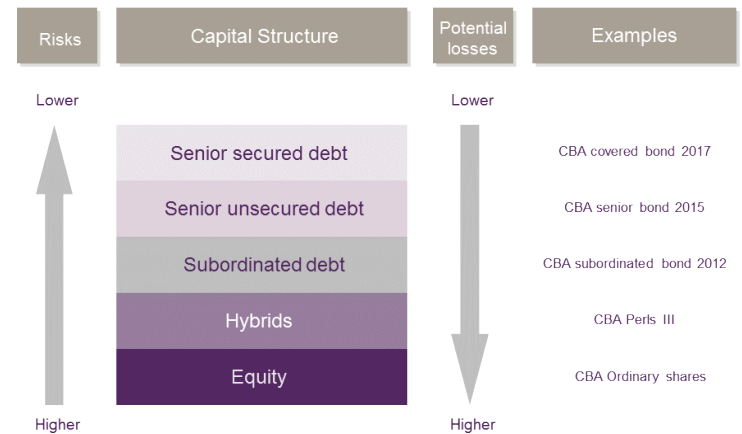 Risks
Capital Structure
Potential
losses
Examples
Lower
Lower
Senior secured debt
CBA covered bond 2017
Senior unsecured debt
CBA senior bond 2015
Subordinated debt
CBA subordinated bond 2012
Hybrids
CBA Perls III
Equity
CBA Ordinary shares
Higher
Higher